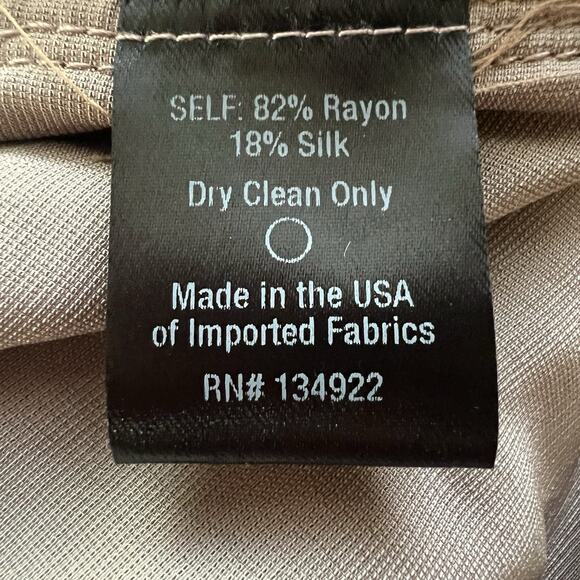 SELF: 82% Rayon
18% Silk
Dry Clean Only
Made in the USA
of Imported Fabrics
RN# 134922